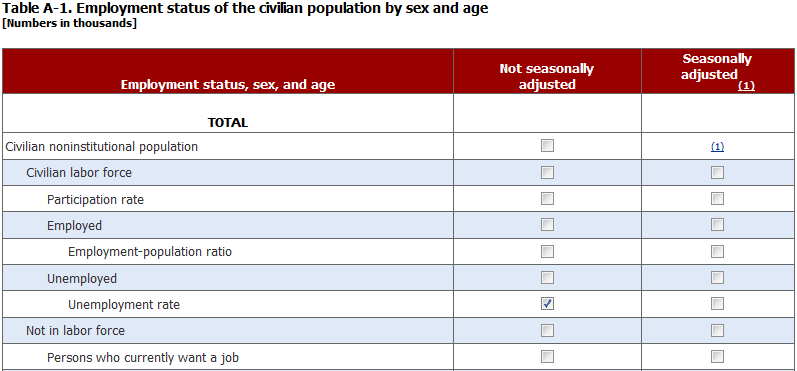 Table A-1. Employment status of the civilian population by sex and age
[Numbers in thousands]
Employment status, sex, and age
Not seasonally
adjusted
Seasonally
adjusted(1)
TOTAL
Civilian noninstitutional population
(1)
Civilian labor force
Participation rate
Employed
Employment-population ratio
Unemployed
Unemployment rate
Not in labor force
Persons who currently want a job